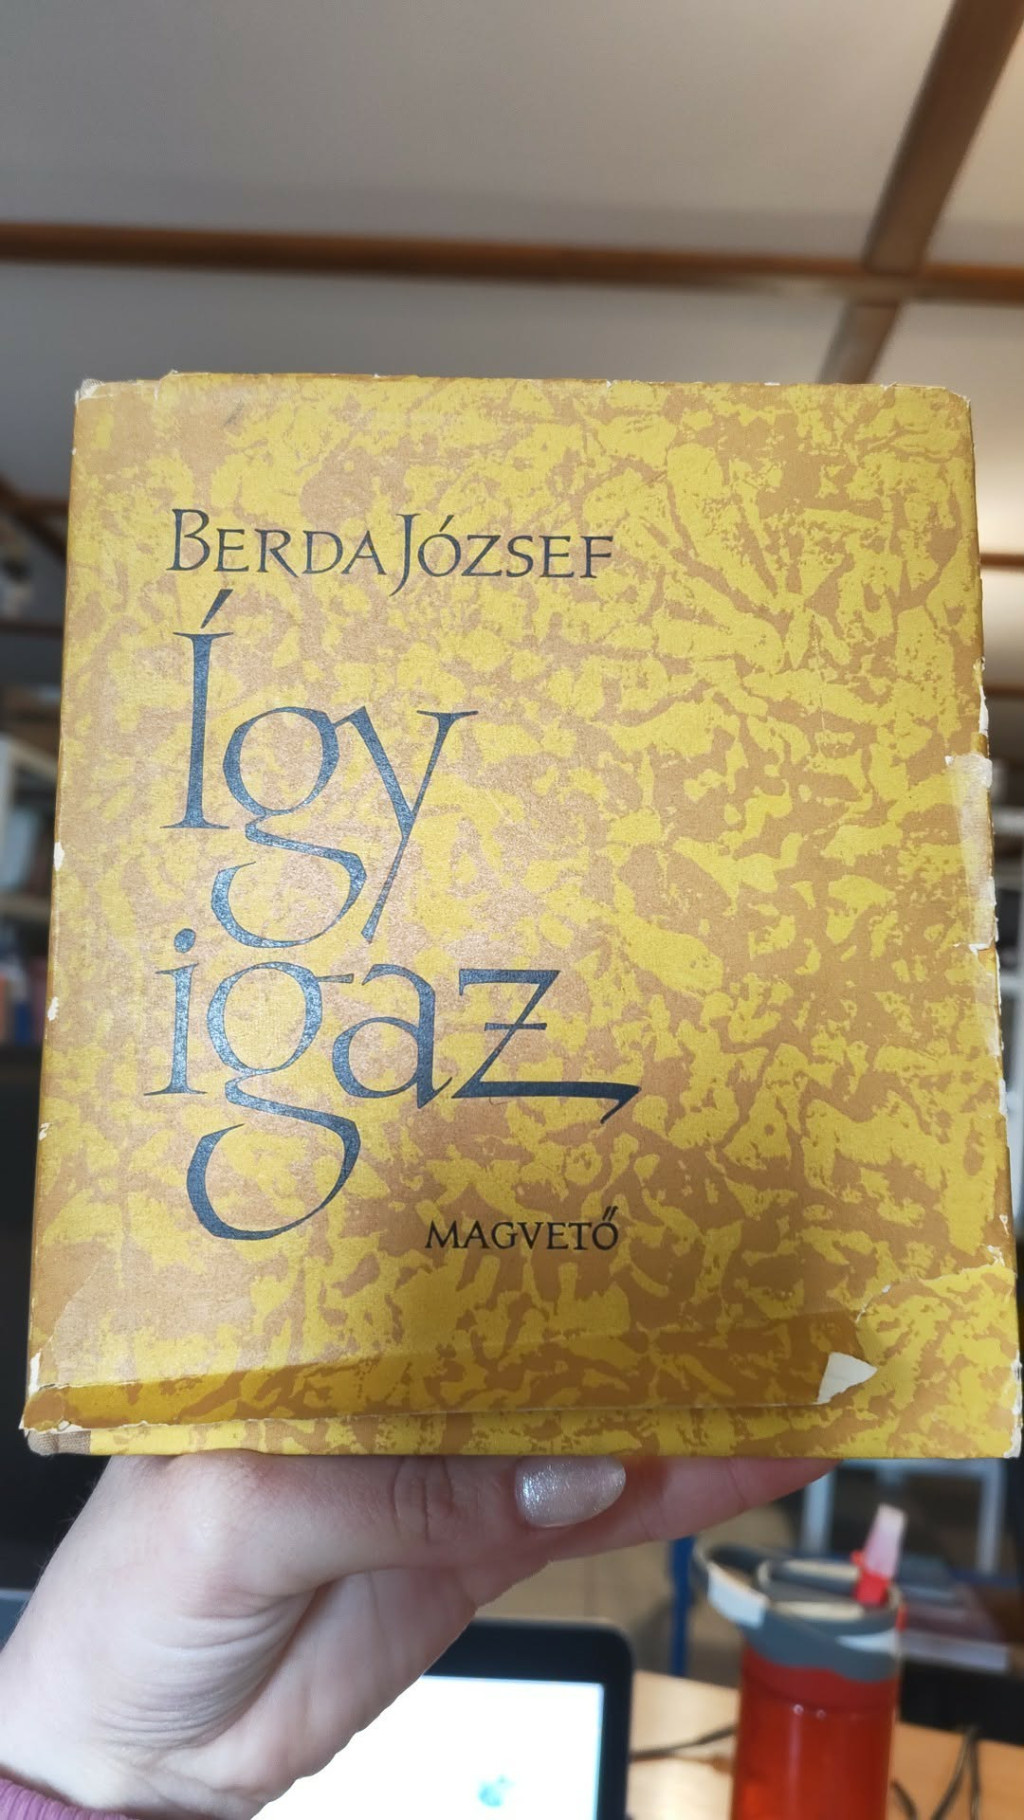 BERDA JÓZSEF
Így
igaz
MAGVETŐ